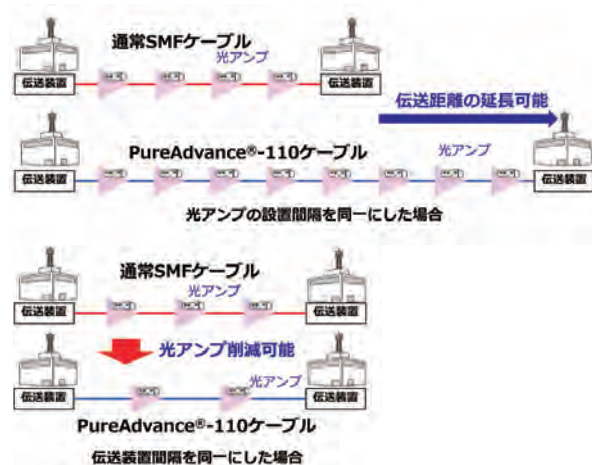 通常SMFケーブル
光アンプ
伝送装置
伝送装置
伝送距離の延長可能
PureAdvance®-110ケーブル
光アンプ
伝送装置
伝送装置
光アンプの設置間隔を同一にした場合
通常SMFケーブル
光アンプ
伝送装置
伝送装置
光アンプ削減可能
光アンプ
伝送装置
伝送装置
PureAdvance®-110ケーブル
伝送装置間隔を同一にした場合